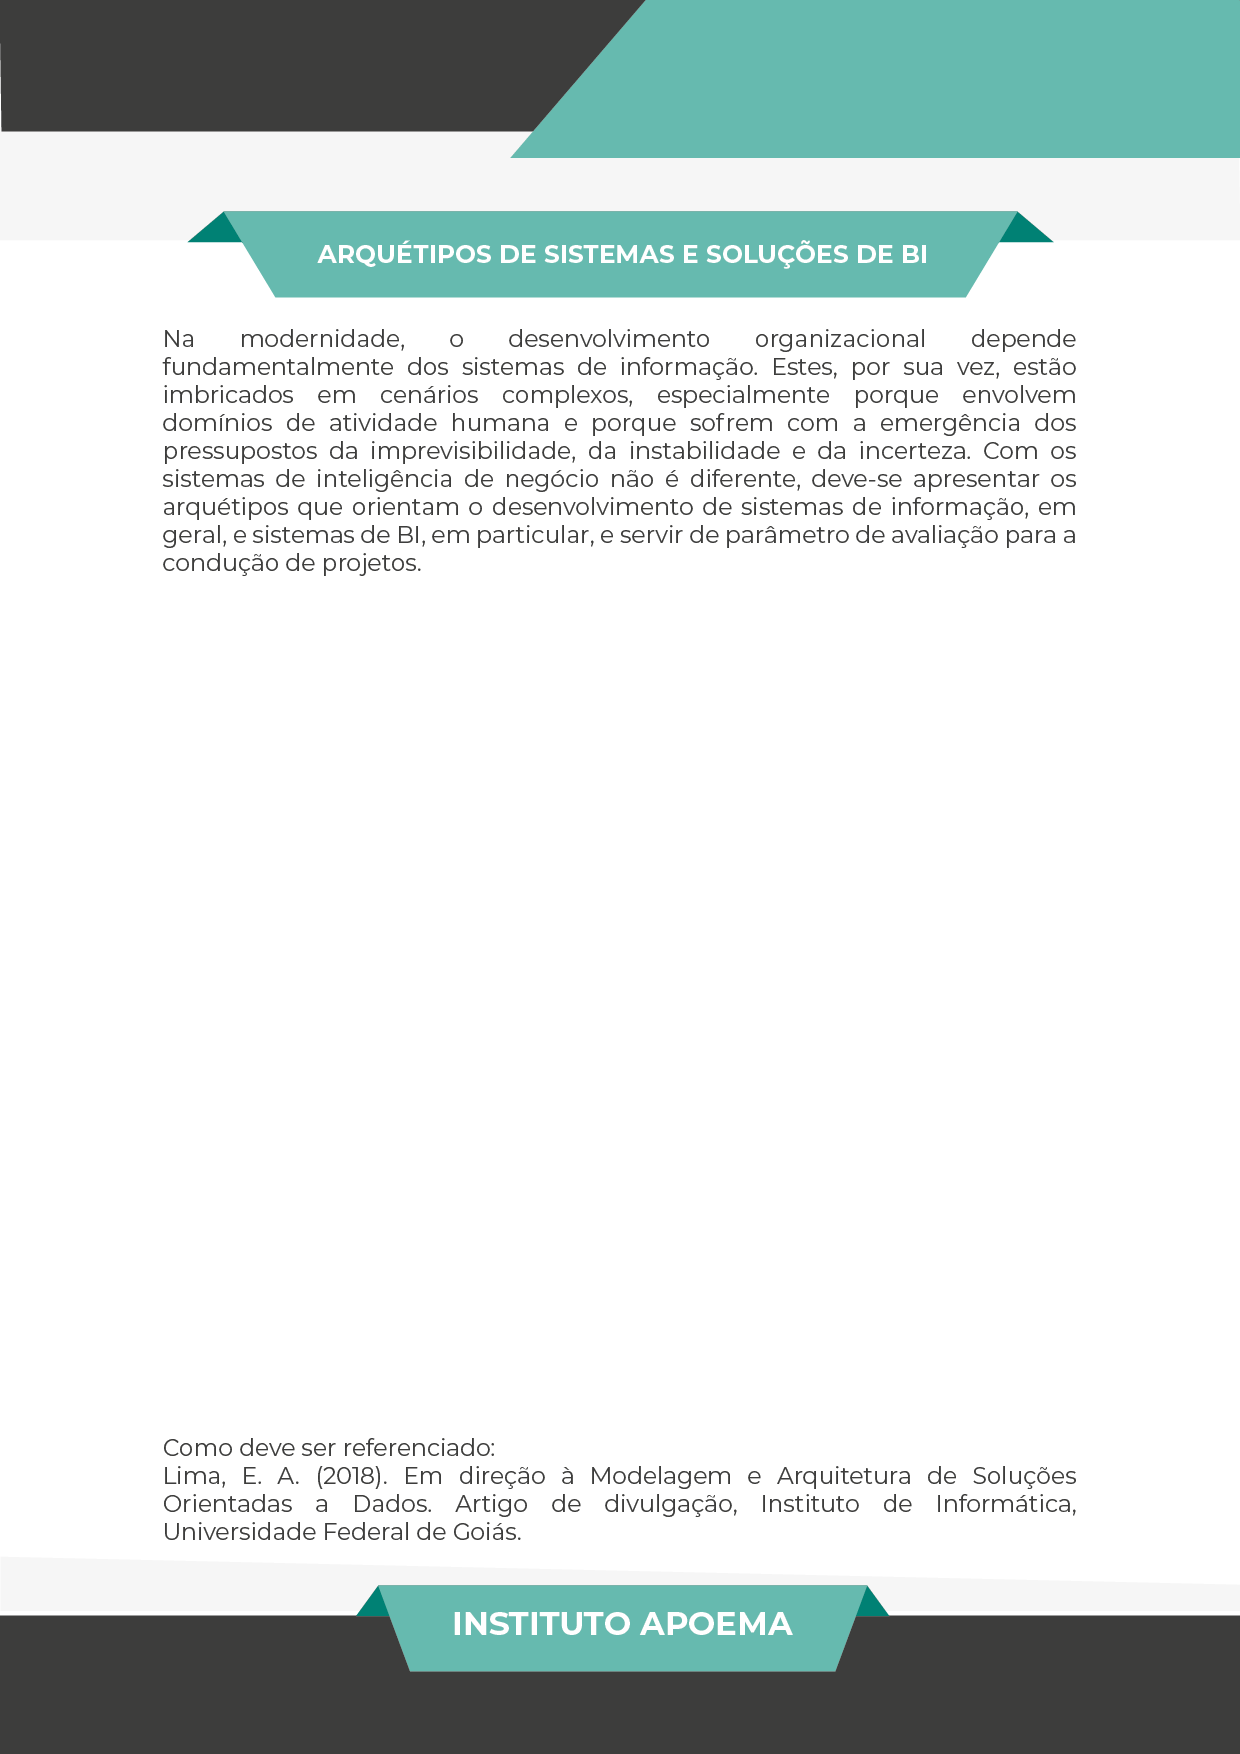 ARQUÉTIPOS DE SISTEMAS E SOLUÇÕES DE BI
Na modernidade, o desenvolvimento organizacional depende
fundamentalmente dos sistemas de informação. Estes, por sua vez, estão
imbricados em cenários complexos, especialmente porque envolvem
domínios de atividade humana e porque sofrem com a emergência dos
pressupostos da imprevisibilidade, da instabilidade e da incerteza. Com os
sistemas de inteligência de negócio não é diferente, deve-se apresentar os
arquétipos que orientam o desenvolvimento de sistemas de informação, em
geral, e sistemas de BI, em particular, e servir de parâmetro de avaliação para a
condução de projetos.
Como deve ser referenciado:
Lima, E. A. (2018). Em direção à Modelagem e Arquitetura de Soluções
Orientadas a Dados. Artigo de divulgação, Instituto de Informática,
Universidade Federal de Goiás.
INSTITUTO APOEMA